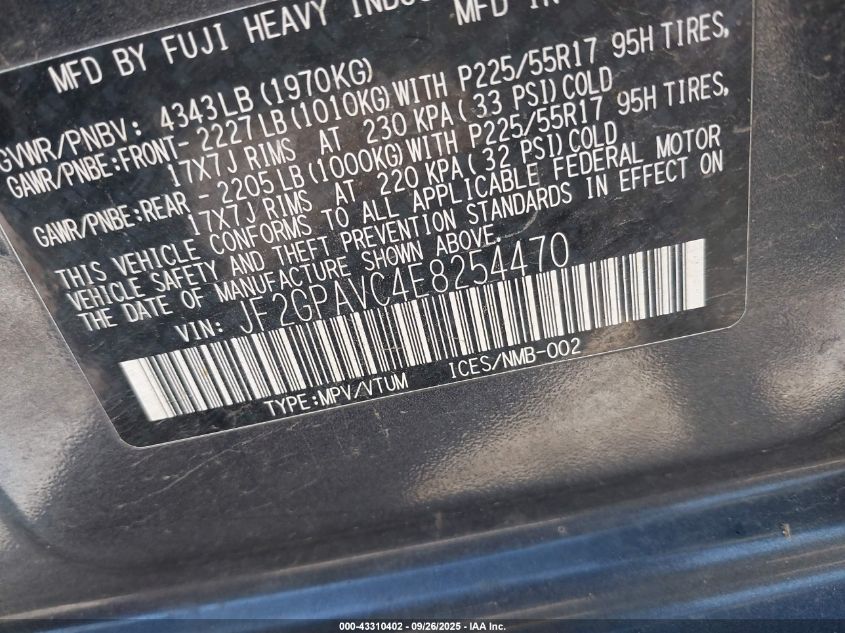 MFD BY FUJI HEAVY
MFD IN
GVWR/PNBV: 4343LB(1970KG)
GAWR/PNBE:FRONT- 2227LB(1010KG)WITH P225/55R17 95H TIRES,
17X7J RIMS AT 230 KPA(33 PSI)COLD
GAWR/PNBE:REAR - 2205LB(1000KG)WITH P225/55R17 95H TIRES,
17X7J RIMS AT 220 KPA(32 PSI)COLD
THIS VEHICLE CONFORMS TO ALL APPLICABLE FEDERAL MOTOR
VEHICLE SAFETY AND THEFT PREVENTION STANDARDS IN EFFECT ON
THE DATE OF MANUFACTURE SHOWN ABOVE.
VIN: JF2GPAVC4E8254470
TYPE:MPV/VTUM ICES/NMB-002
000-43310402 - 09/26/2025 - IAA Inc.